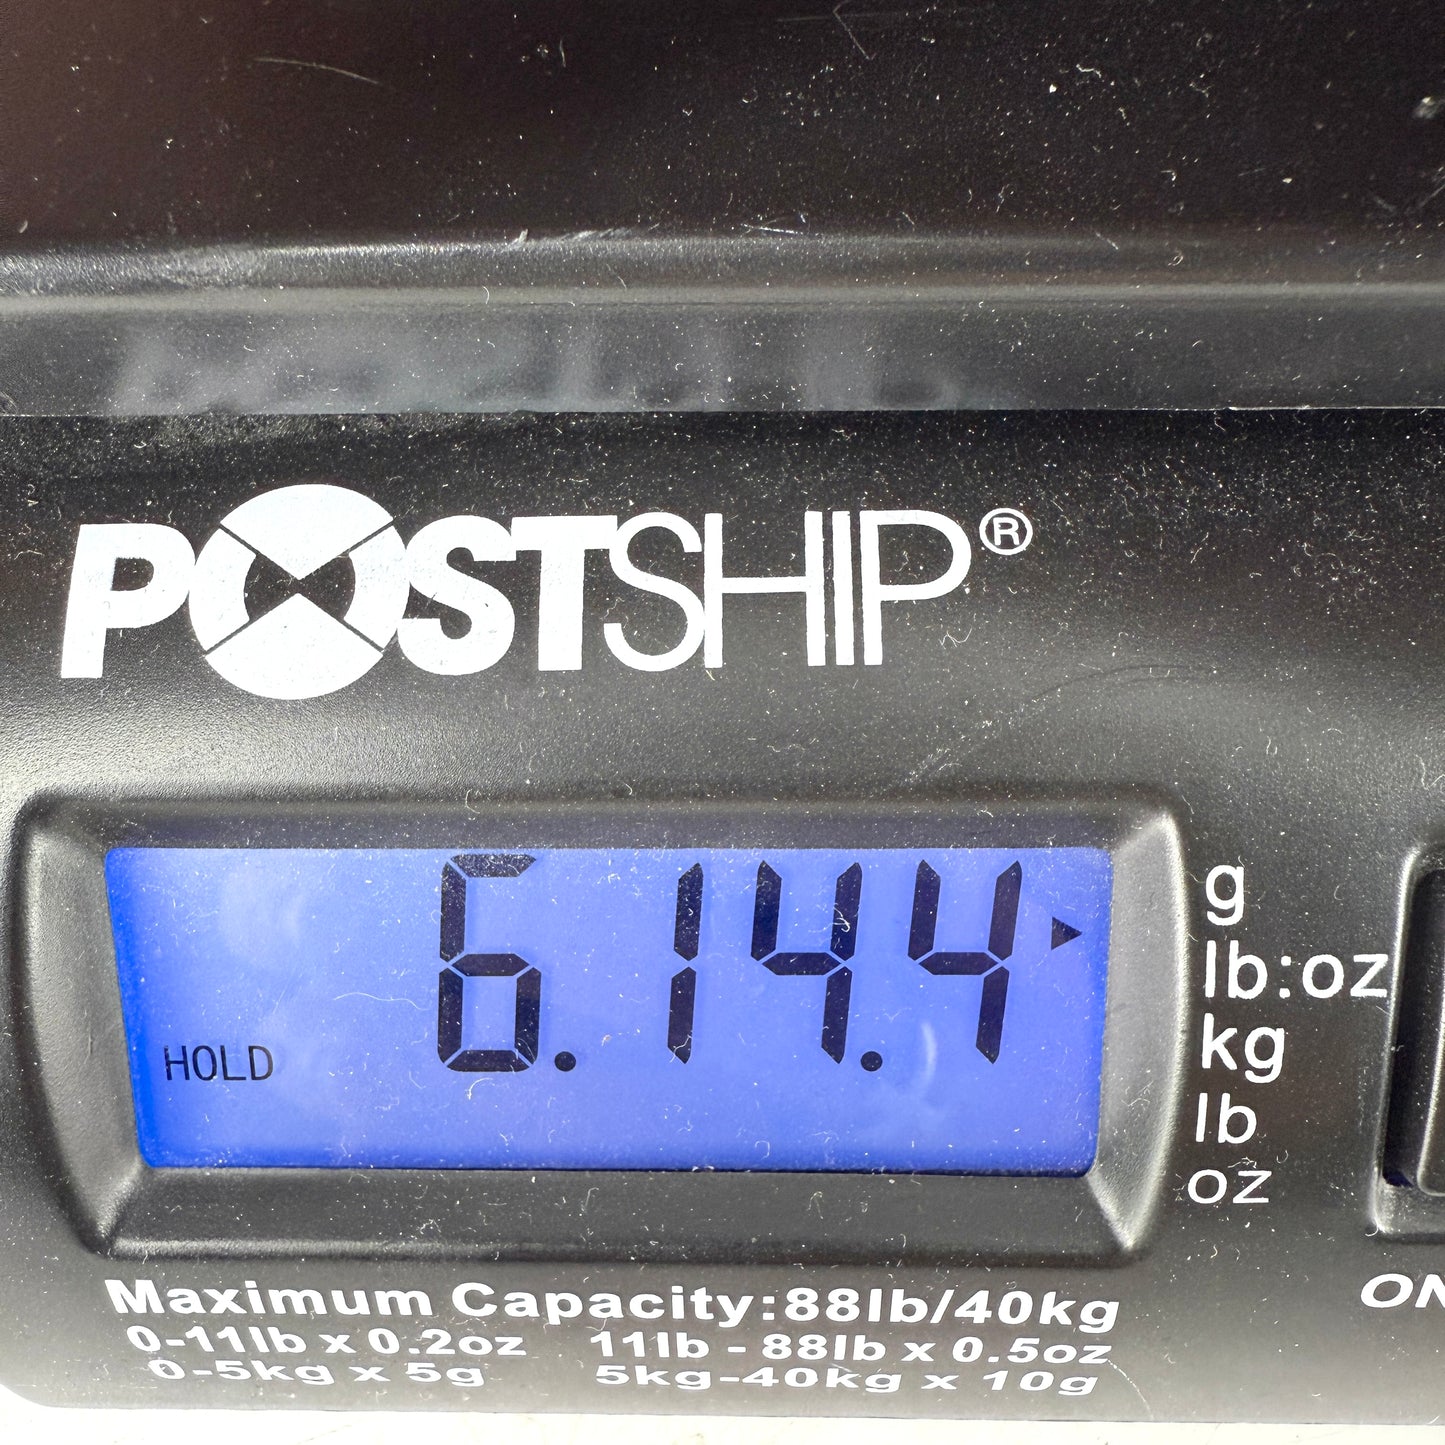 POSTSHIP®
6.14.4
HOLD
g
lb:oz
kg
lb
oz
ON
Maximum Capacity:88lb/40kg
0-11lb x 0.2oz 11lb - 88lb x 0.5oz
0-5kg x 5g 5kg-40kg x 10g